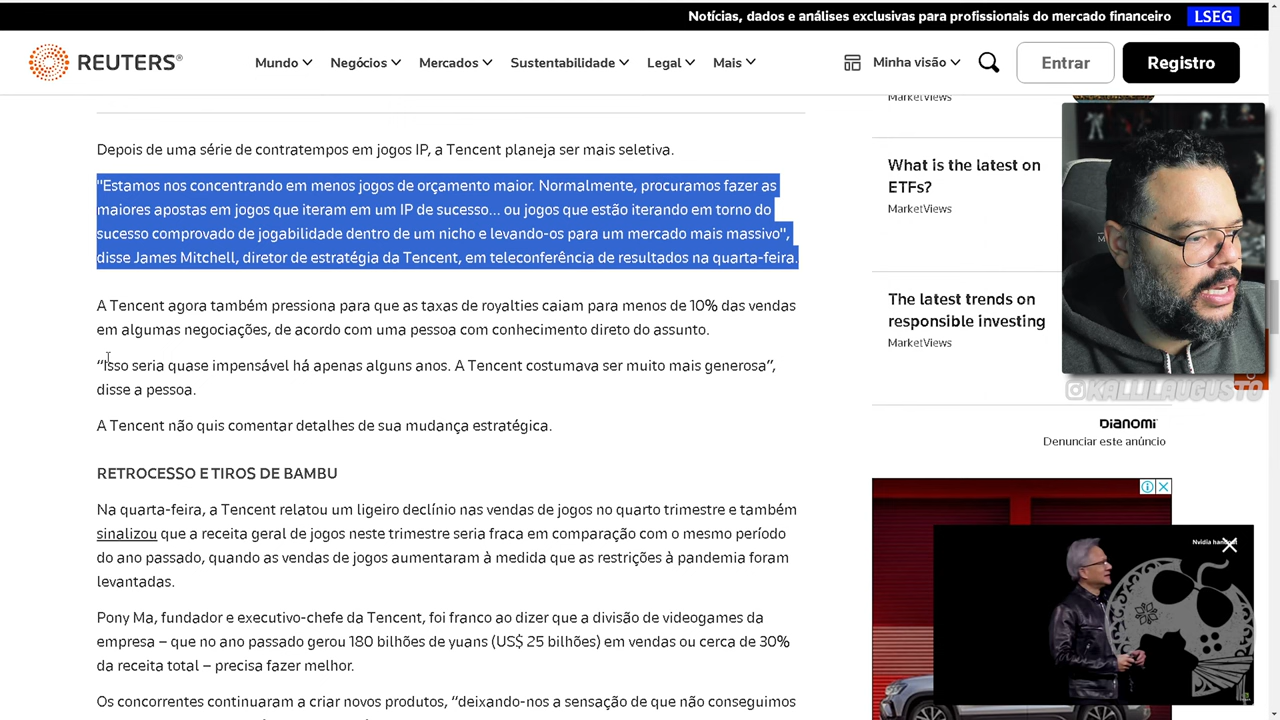 Notícias, dados e análises exclusivas para profissionais do mercado financeiro LSEG
REUTERS®
Mundo Negócios Mercados Sustentabilidade Legal Mais Minha visão Entrar Registro
Depois de uma série de contratempos em jogos IP, a Tencent planeja ser mais seletiva.
"Estamos nos concentrando em menos jogos de orçamento maior. Normalmente, procuramos fazer as
maiores apostas em jogos que iteram em um IP de sucesso... ou jogos que estão iterando em torno do
sucesso comprovado de jogabilidade dentro de um nicho e levando-os para um mercado mais massivo",
disse James Mitchell, diretor de estratégia da Tencent, em teleconferência de resultados na quarta-feira.
A Tencent agora também pressiona para que as taxas de royalties caiam para menos de 10% das vendas
em algumas negociações, de acordo com uma pessoa com conhecimento direto do assunto.
“Isso seria quase impensável há apenas alguns anos. A Tencent costumava ser muito mais generosa”,
disse a pessoa.
A Tencent não quis comentar detalhes de sua mudança estratégica.
RETROCESSO E TIROS DE BAMBU
Na quarta-feira, a Tencent relatou um ligeiro declínio nas vendas de jogos no quarto trimestre e também
sinalizou que a receita geral de jogos neste trimestre seria fraca em comparação com o mesmo período
do ano passado, quando as vendas de jogos aumentaram à medida que as restrições à pandemia foram
levantadas.
Pony Ma, fundador e executivo-chefe da Tencent, foi franco ao dizer que a divisão de videogames da
empresa – que no ano passado gerou 180 bilhões de yuans (US$ 25 bilhões) em vendas ou cerca de 30%
da receita total – precisa fazer melhor.
Os concorrentes continuaram a criar novos produtos, “deixando-nos a sensação de que não conseguimos
MarketViews
What is the latest on
ETFs?
MarketViews
The latest trends on
responsible investing
MarketViews
@KALLILAUGUSTO
DIANOMI
Denunciar este anúncio